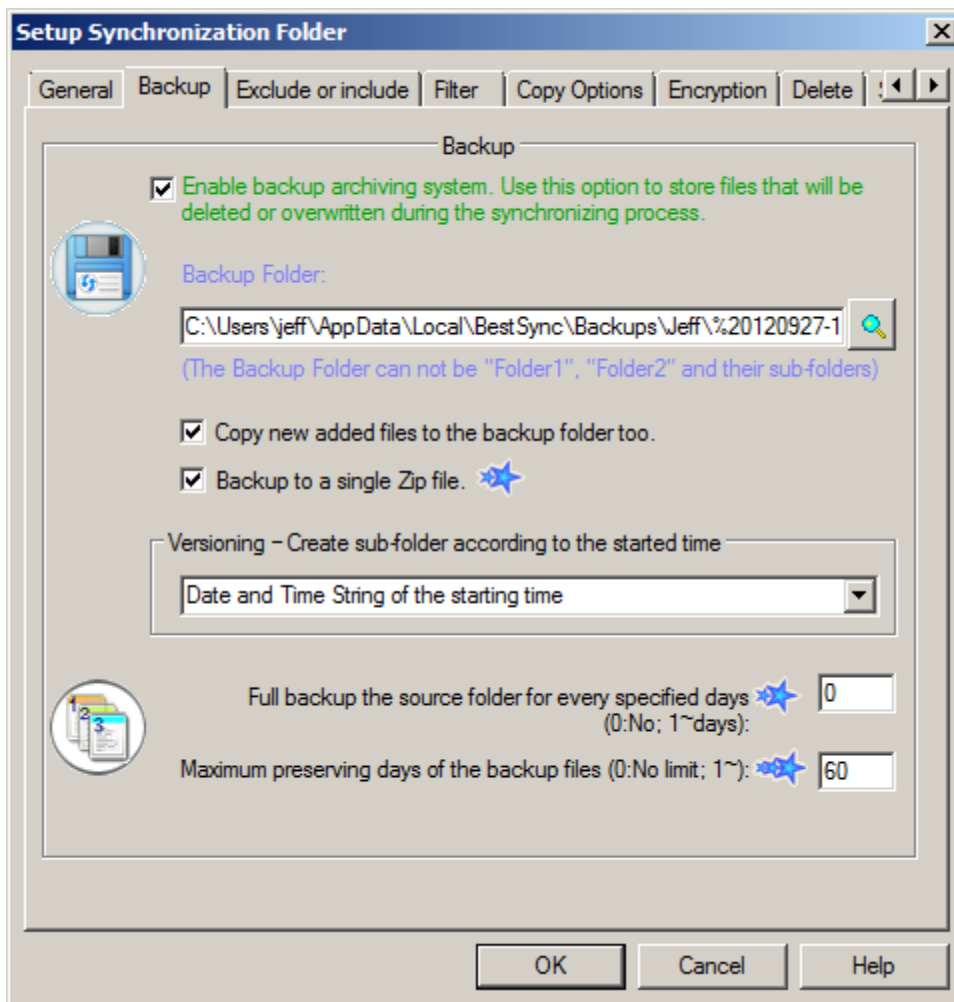 Setup Synchronization Folder
General Backup Exclude or include Filter Copy Options Encryption Delete
Backup
Enable backup archiving system. Use this option to store files that will be
deleted or overwritten during the synchronizing process.
Backup Folder:
C:\Users\jeff\AppData\Local\BestSync\Backups\Jeff\%20120927-1
(The Backup Folder can not be "Folder1", "Folder2" and their sub-folders)
Copy new added files to the backup folder too.
Backup to a single Zip file.
Versioning - Create sub-folder according to the started time
Date and Time String of the starting time
1
2
3
Full backup the source folder for every specified days 0
(0:No; 1~days):
Maximum preserving days of the backup files (0:No limit; 1~): 60
OK Cancel Help